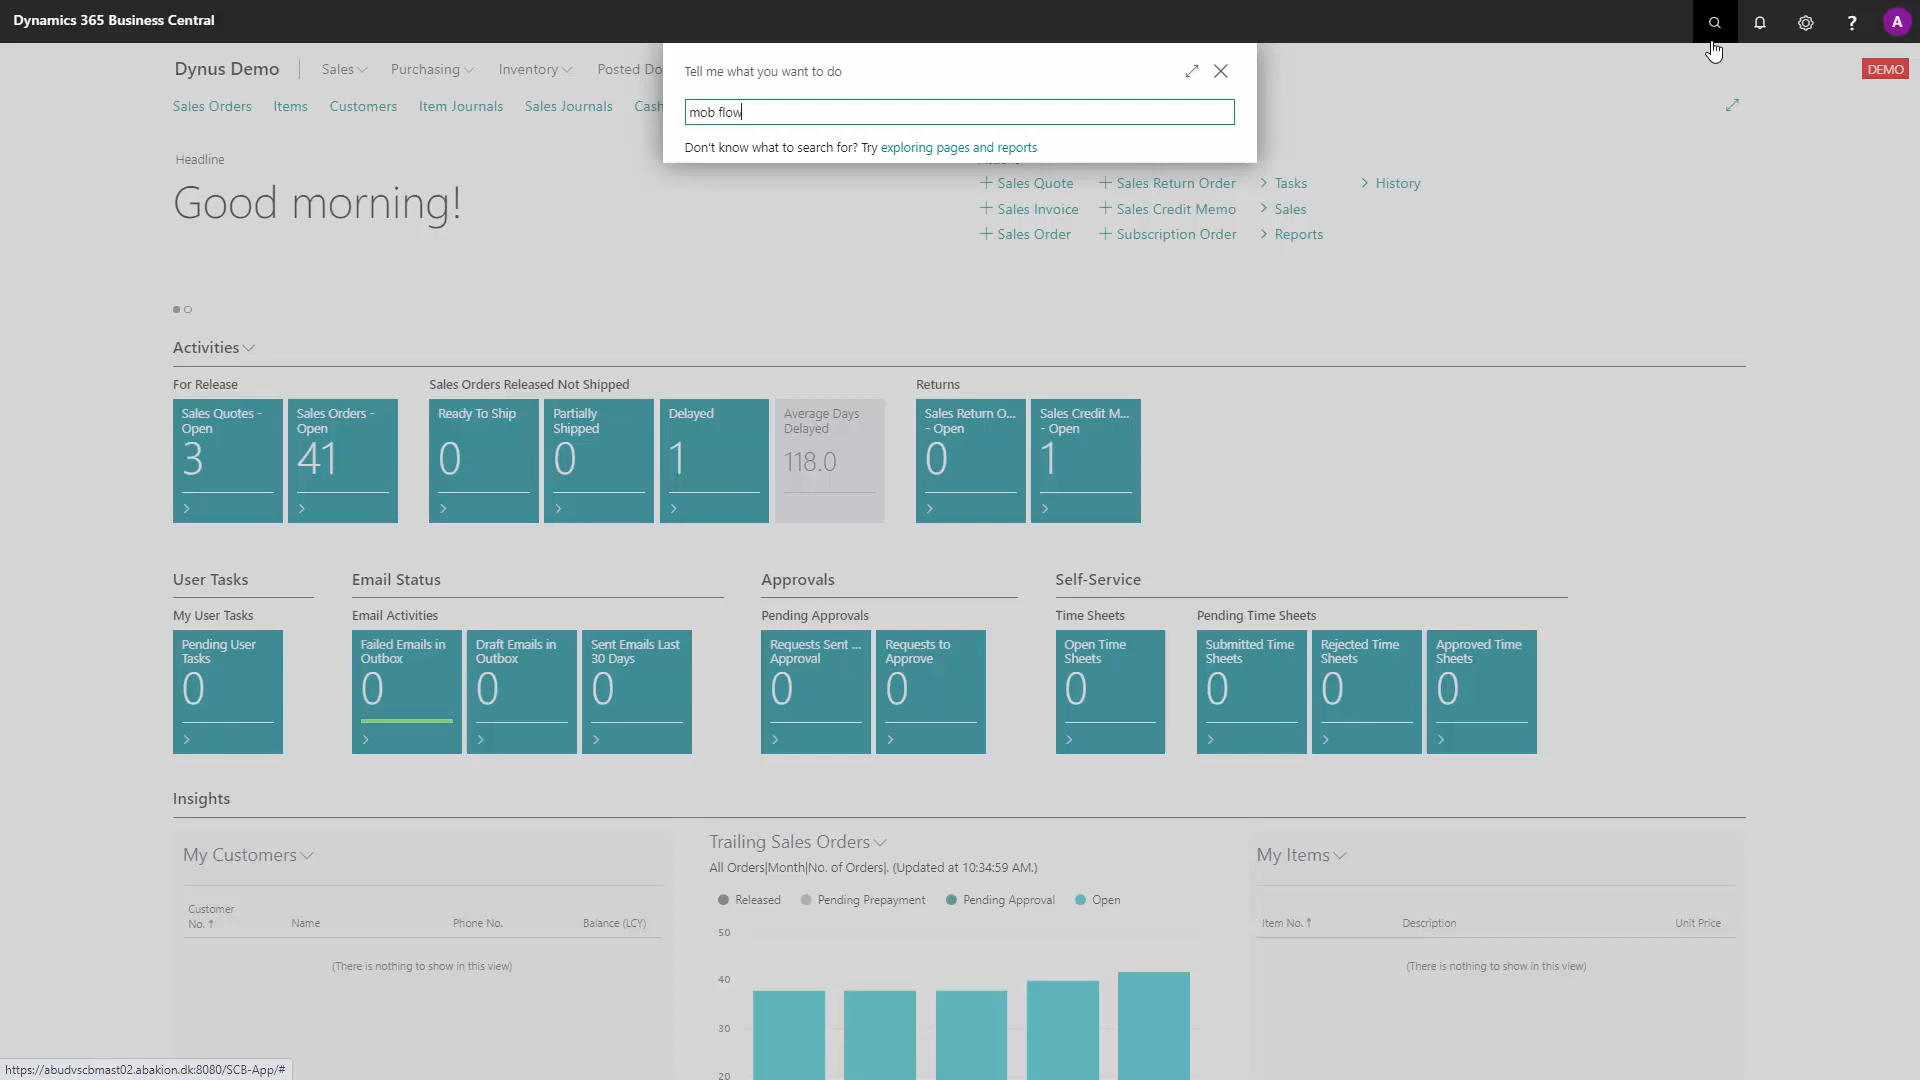 Dynamics 365 Business Central
A
Tell me what you want to do
mob flow
Don't know what to search for? Try exploring pages and reports
Dynus Demo
Sales
Purchasing
Inventory
Posted Do
DEMO
Sales Orders
Items
Customers
Item Journals
Sales Journals
Cash
Headline
Good morning!
+ Sales Quote
+ Sales Return Order
> Tasks
> History
+ Sales Invoice
+ Sales Credit Memo
> Sales
+ Sales Order
+ Subscription Order
> Reports
Activities
For Release
Sales Orders Released Not Shipped
Returns
Sales Quotes -
Open
3
Sales Orders -
Open
41
Ready To Ship
0
Partially
Shipped
0
Delayed
1
Average Days
Delayed
118.0
Sales Return O...
- Open
0
Sales Credit M...
- Open
1
User Tasks
Email Status
Approvals
Self-Service
My User Tasks
Email Activities
Pending Approvals
Time Sheets
Pending Time Sheets
Pending User
Tasks
0
Failed Emails in
Outbox
0
Draft Emails in
Outbox
0
Sent Emails Last
30 Days
0
Requests Sent ...
Approval
0
Requests to
Approve
0
Open Time
Sheets
0
Submitted Time
Sheets
0
Rejected Time
Sheets
0
Approved Time
Sheets
0
Insights
My Customers
Customer
No. ↑
Name
Phone No.
Balance (LCY)
(There is nothing to show in this view)
Trailing Sales Orders
All Orders|Month|No. of Orders|. (Updated at 10:34:59 AM.)
Released
Pending Prepayment
Pending Approval
Open
50
40
30
20
My Items
Item No. ↑
Description
Unit Price
(There is nothing to show in this view)
https://abudvscbmast02.abakion.dk:8080/SCB-App/#